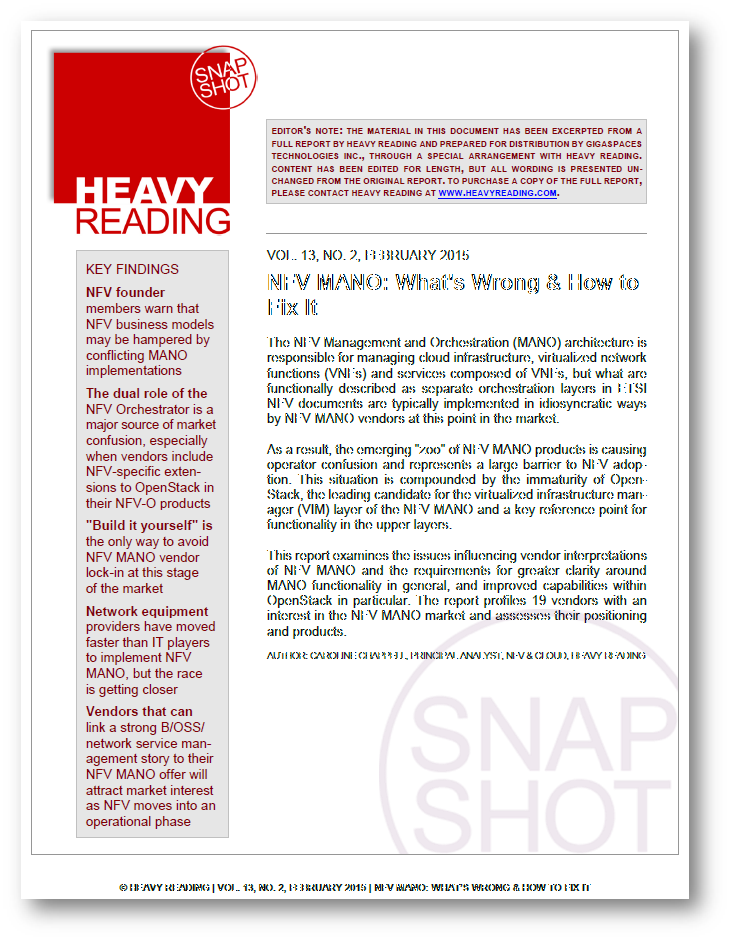 SNAP
SHOT
HEAVY
READING
EDITOR'S NOTE: THE MATERIAL IN THIS DOCUMENT HAS BEEN EXCERPTED FROM A
FULL REPORT BY HEAVY READING AND PREPARED FOR DISTRIBUTION BY GIGASPACES
TECHNOLOGIES INC., THROUGH A SPECIAL ARRANGEMENT WITH HEAVY READING.
CONTENT HAS BEEN EDITED FOR LENGTH, BUT ALL WORDING IS PRESENTED UN-
CHANGED FROM THE ORIGINAL REPORT. TO PURCHASE A COPY OF THE FULL REPORT,
PLEASE CONTACT HEAVY READING AT WWW.HEAVYREADING.COM.
KEY FINDINGS
NFV founder
members warn that
NFV business models
may be hampered by
conflicting MANO
implementations
The dual role of the
NFV Orchestrator is a
major source of market
confusion, especially
when vendors include
NFV-specific exten-
sions to OpenStack in
their NFV-O products
"Build it yourself" is
the only way to avoid
NFV MANO vendor
lock-in at this stage
of the market
Network equipment
providers have moved
faster than IT players
to implement NFV
MANO, but the race
is getting closer
Vendors that can
link a strong B/OSS/
network service man-
agement story to their
NFV MANO offer will
attract market interest
as NFV moves into an
operational phase
VOL. 13, NO. 2, FEBRUARY 2015
NFV MANO: What's Wrong & How to
Fix It
The NFV Management and Orchestration (MANO) architecture is
responsible for managing cloud infrastructure, virtualized network
functions (VNFs) and services composed of VNFs, but what are
functionally described as separate orchestration layers in ETSI
NFV documents are typically implemented in idiosyncratic ways
by NFV MANO vendors at this point in the market.
As a result, the emerging "zoo" of NFV MANO products is causing
operator confusion and represents a large barrier to NFV adop-
tion. This situation is compounded by the immaturity of Open-
Stack, the leading candidate for the virtualized infrastructure man-
ager (VIM) layer of the NFV MANO and a key reference point for
functionality in the upper layers.
This report examines the issues influencing vendor interpretations
of NFV MANO and the requirements for greater clarity around
MANO functionality in general, and improved capabilities within
OpenStack in particular. The report profiles 19 vendors with an
interest in the NFV MANO market and assesses their positioning
and products.
AUTHOR: CAROLINE CHAPPELL, PRINCIPAL ANALYST, NFV & CLOUD, HEAVY READING
SNAP
SHOT
© HEAVY READING | VOL. 13, NO. 2, FEBRUARY 2015 | NFV MANO: WHAT'S WRONG & HOW TO FIX IT